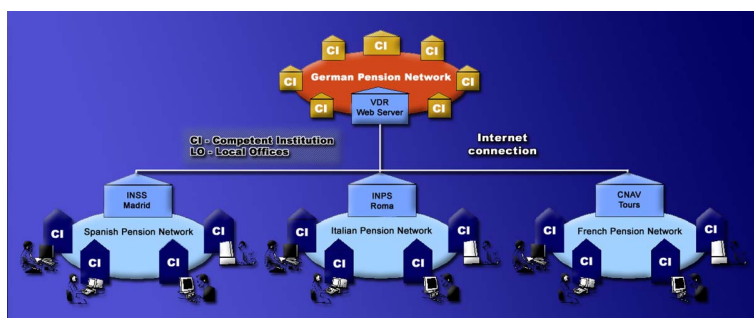 CI
CI
CI
CI
CI
German Pension Network
CI
CI
VDR
Web Server
CI
CI - Competent Institution
LO - Local Offices
Internet
connection
INSS
Madrid
INPS
Roma
CNAV
Tours
CI
Spanish Pension Network
CI
CI
Italian Pension Network
CI
CI
French Pension Network
CI
CI
CI
CI
CI
CI
CI